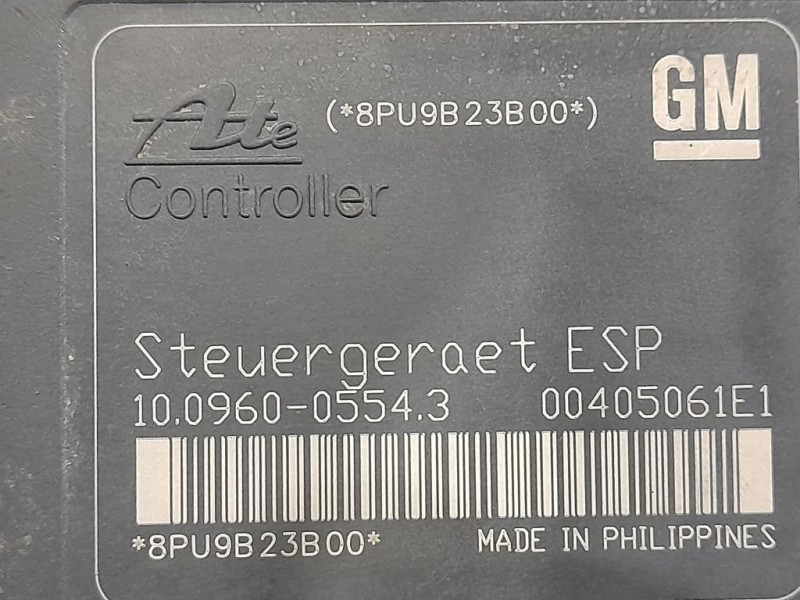 Ate (*8PU9B23B00*) GM
Controller
Steuergeraet ESP
10.0960-0554.3 00405061E1
*8PU9B23B00* MADE IN PHILIPPINES